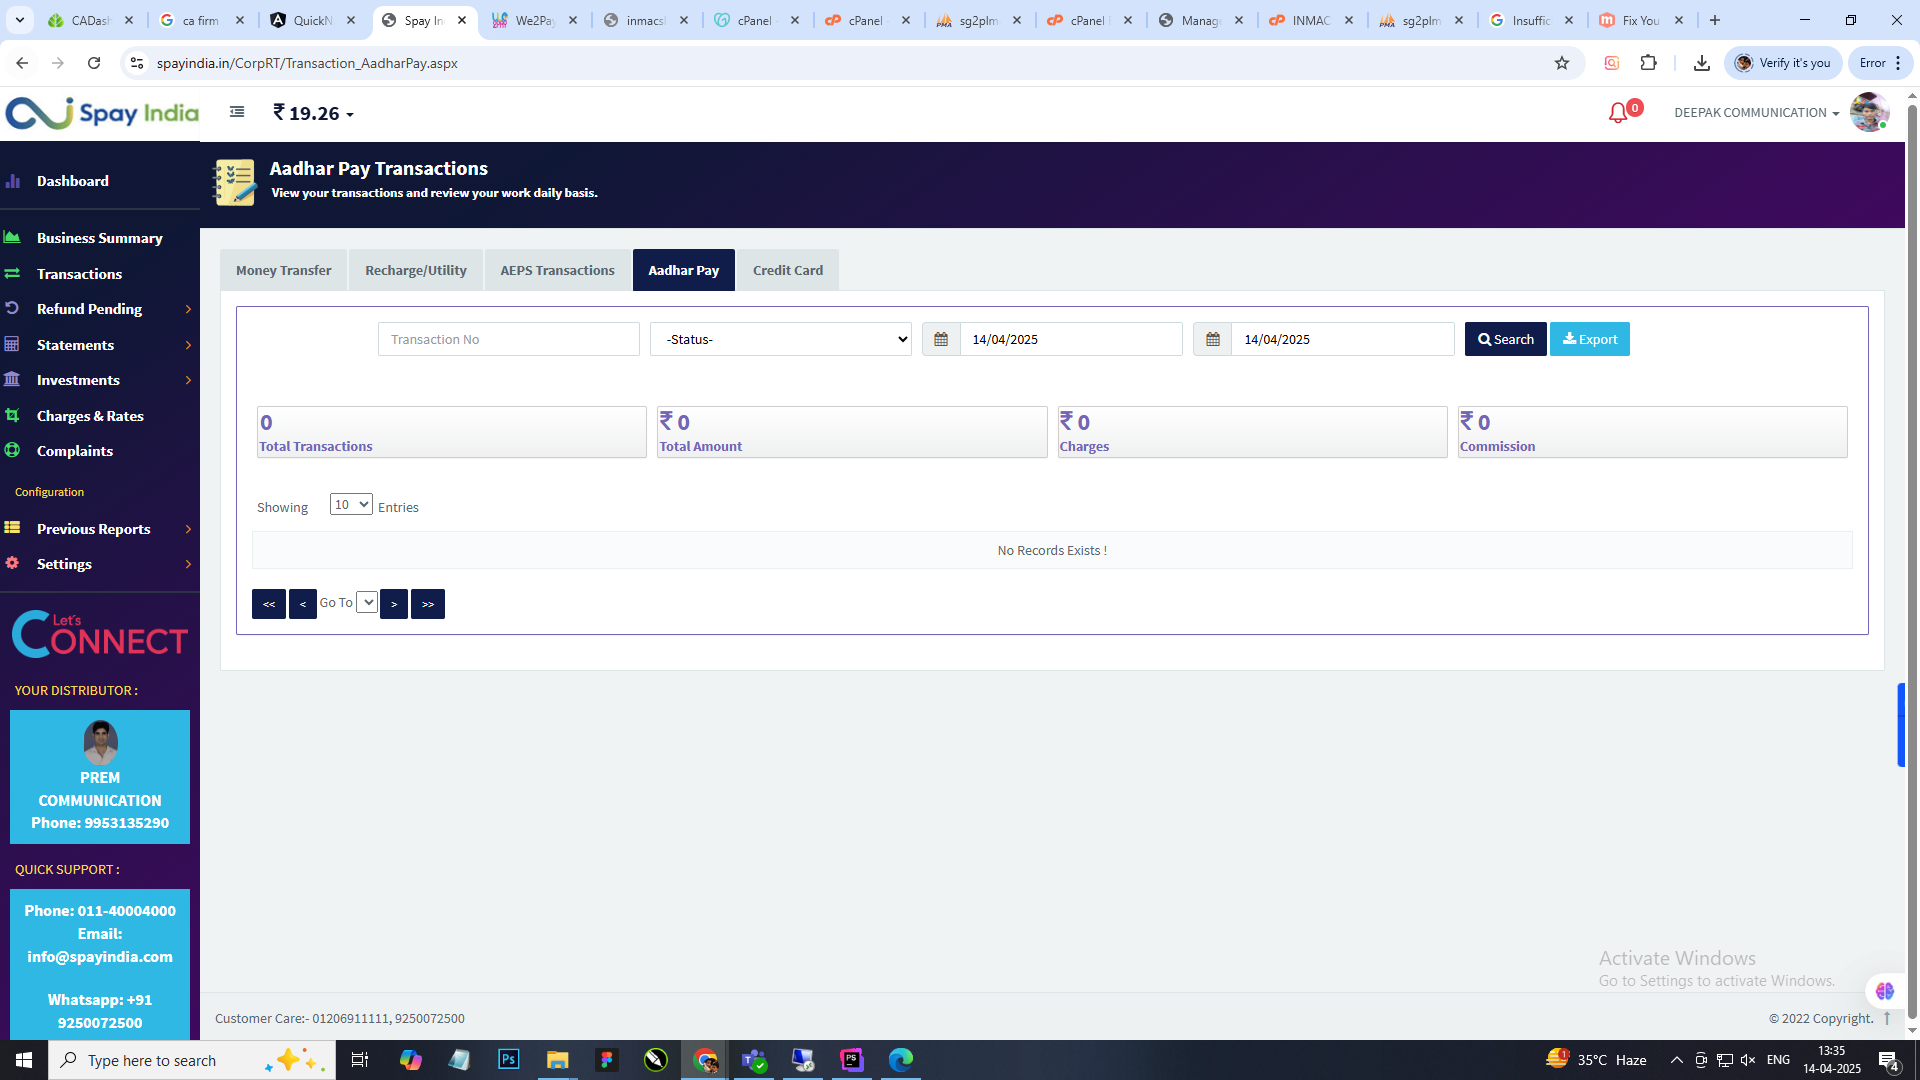 CADas
ca firm
QuickN
Spay In
We2Pay
inmacs
cPanel
cPanel
sg2plm
cPanel
Manag
INMAC
sg2plm
Insuffic
Fix You
spayindia.in/CorpRT/Transaction_AadharPay.aspx
Verify it's you
Error
Spay India
₹ 19.26
0
DEEPAK COMMUNICATION
Aadhar Pay Transactions
View your transactions and review your work daily basis.
Dashboard
Business Summary
Transactions
Refund Pending
Statements
Investments
Charges & Rates
Complaints
Configuration
Previous Reports
Settings
Let's
CONNECT
YOUR DISTRIBUTOR :
PREM
COMMUNICATION
Phone: 9953135290
QUICK SUPPORT :
Phone: 011-40004000
Email:
info@spayindia.com
Whatsapp: +91
9250072500
Money Transfer
Recharge/Utility
AEPS Transactions
Aadhar Pay
Credit Card
Transaction No
-Status-
14/04/2025
14/04/2025
Search
Export
0
Total Transactions
₹ 0
Total Amount
₹ 0
Charges
₹ 0
Commission
Showing 10 Entries
No Records Exists !
<< < Go To > >>
Activate Windows
Go to Settings to activate Windows.
Customer Care:- 01206911111, 9250072500
© 2022 Copyright.
Type here to search
Ps
PS
1
35°C Haze
ENG
13:35
14-04-2025
4